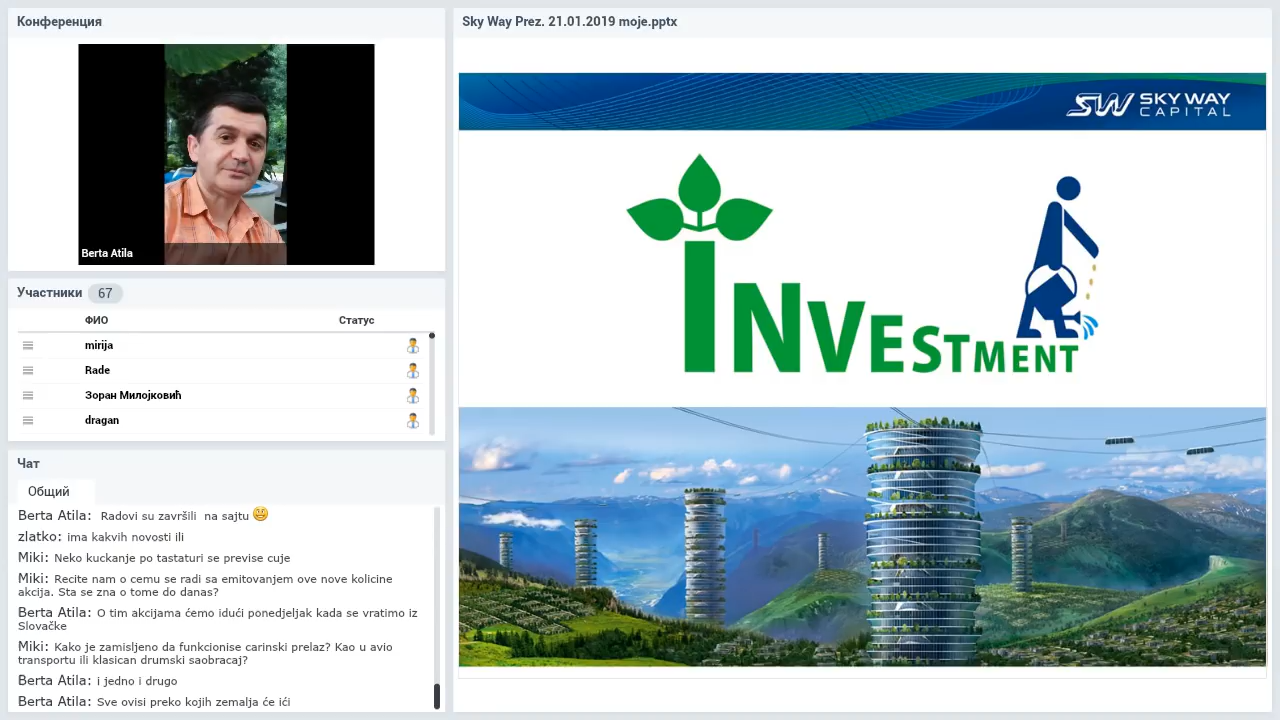 Конференция
Berta Atila
Участники 67
ФИО Статус
mirija
Rade
Зоран Милојковић
dragan
Чат
Общий
Berta Atila: Radovi su završili na sajtu
zlatko: ima kakvih novosti ili
Miki: Neko kuckanje po tastaturi se previse cuje
Miki: Recite nam o cemu se radi sa emitovanjem ove nove kolicine
akcija. Sta se zna o tome do danas?
Berta Atila: O tim akcijama ćemo idući ponedjeljak kada se vratimo iz
Slovačke
Miki: Kako je zamisljeno da funkcionise carinski prelaz? Kao u avio
transportu ili klasican drumski saobracaj?
Berta Atila: i jedno i drugo
Berta Atila: Sve ovisi preko kojih zemalja će ići
Sky Way Prez. 21.01.2019 moje.pptx
SW SKY WAY
CAPITAL
INVESTMENT